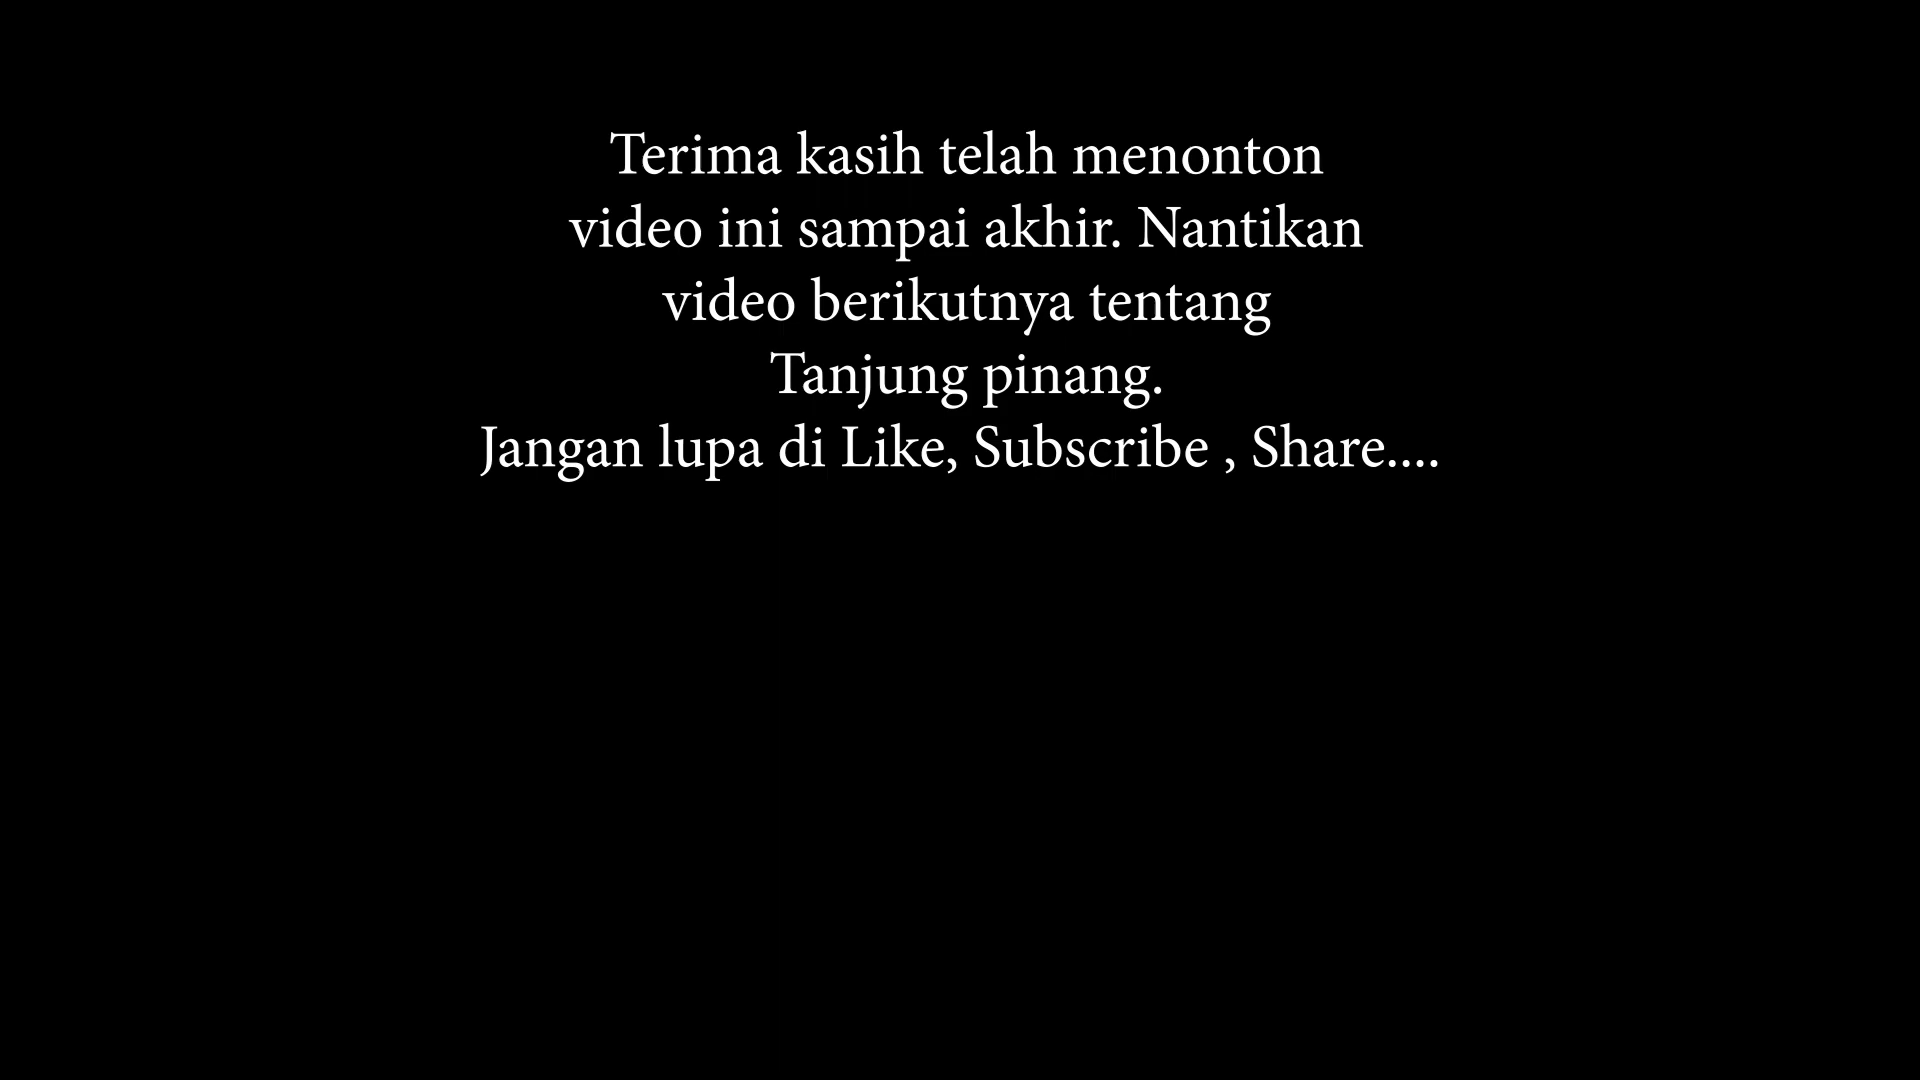 Terima kasih telah menonton
video ini sampai akhir. Nantikan
video berikutnya tentang
Tanjung pinang.
Jangan lupa di Like, Subscribe , Share....